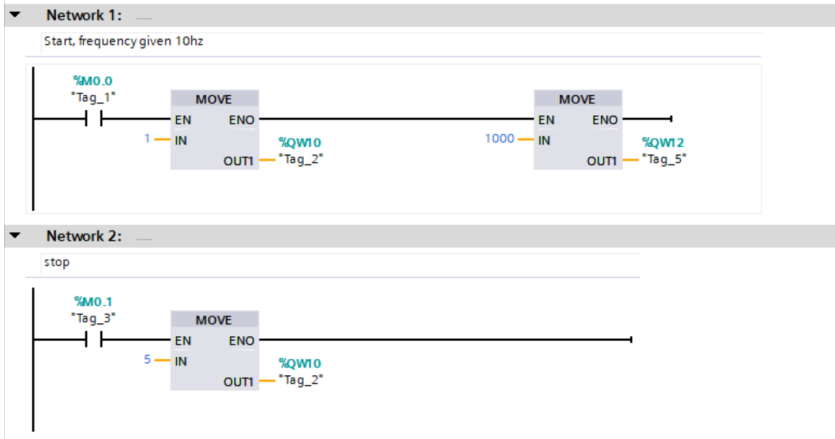 Network 1: .....
Start, frequency given 10hz
%M0.0
"Tag_1"
MOVE
MOVE
EN ENO
EN ENO
1 IN
1000 IN
%QW10
%QW12
OUT1 "Tag_2"
OUT1 "Tag_5"
Network 2: .....
stop
%M0.1
"Tag_3"
MOVE
EN ENO
5 IN
%QW10
OUT1 "Tag_2"